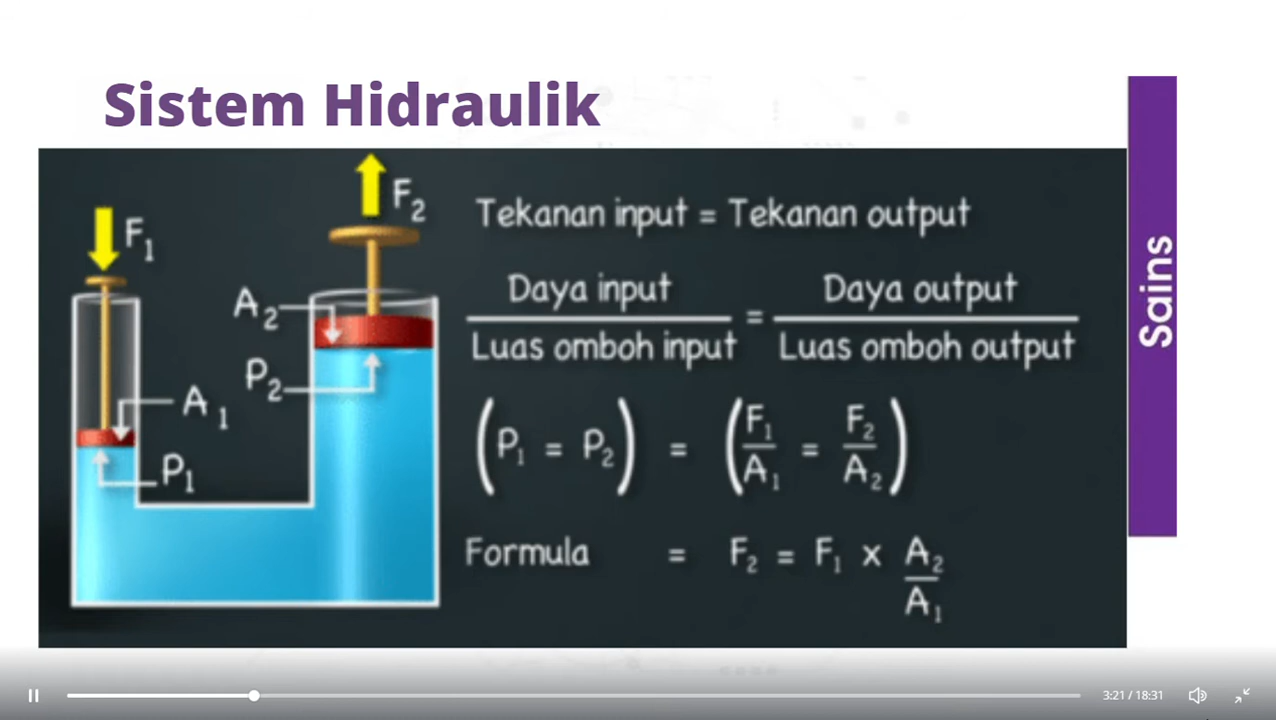 Sistem Hidraulik
Sains
F₂
F₁
A₂
P₂
A₁
P₁
Tekanan input = Tekanan output
Daya input / Luas omboh input = Daya output / Luas omboh output
(P₁ = P₂) = (F₁/A₁ = F₂/A₂)
Formula = F₂ = F₁ x A₂/A₁
3:21 / 18:31